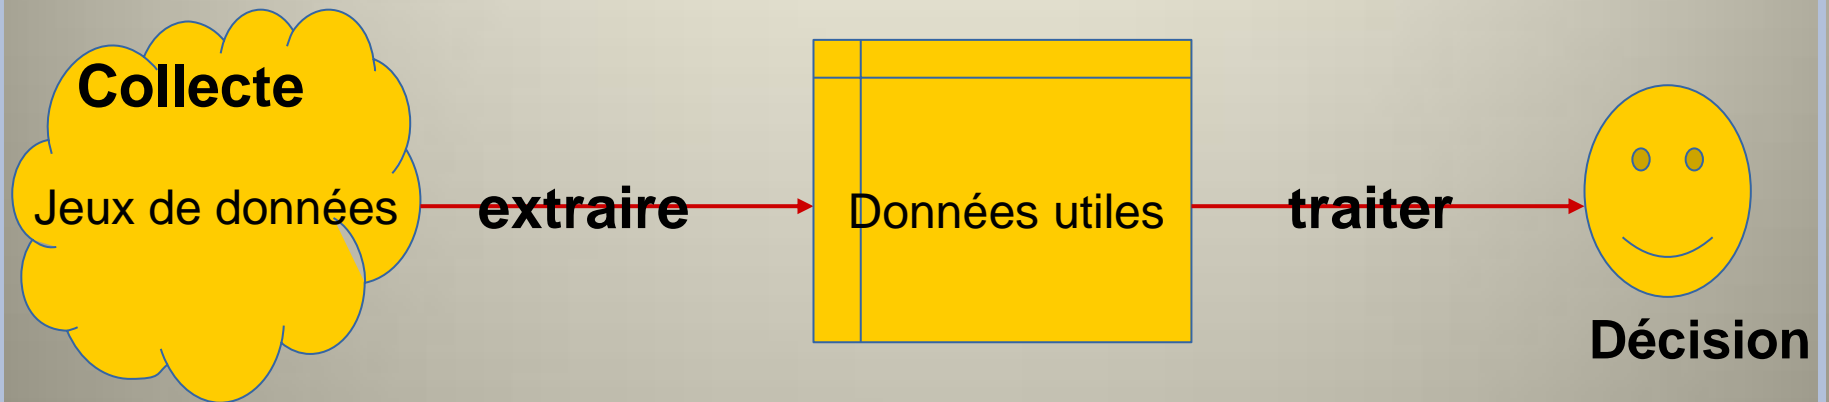 Collecte
Jeux de données
extraire
Données utiles
traiter
Décision